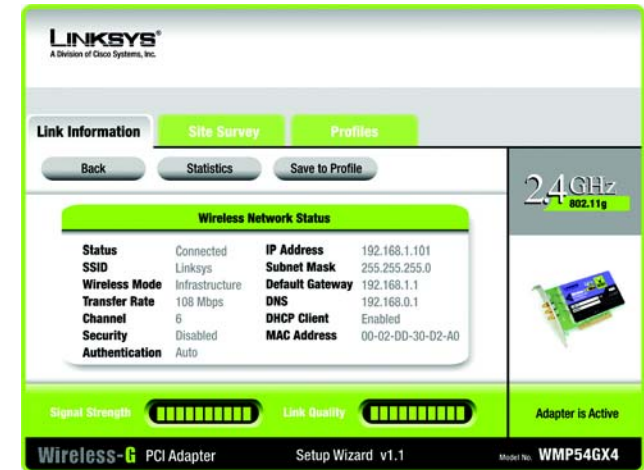 LINKSYS®
A Division of Cisco Systems, Inc.
Link Information Site Survey Profiles
Back Statistics Save to Profile
2.4GHz
802.11g
Wireless Network Status
Status Connected IP Address 192.168.1.101
SSID Linksys Subnet Mask 255.255.255.0
Wireless Mode Infrastructure Default Gateway 192.168.1.1
Transfer Rate 108 Mbps DNS 192.168.0.1
Channel 6 DHCP Client Enabled
Security Disabled MAC Address 00-02-DD-30-D2-A0
Authentication Auto
Signal Strength Link Quality Adapter is Active
Wireless-G PCI Adapter Setup Wizard v1.1 Model No. WMP54GX4